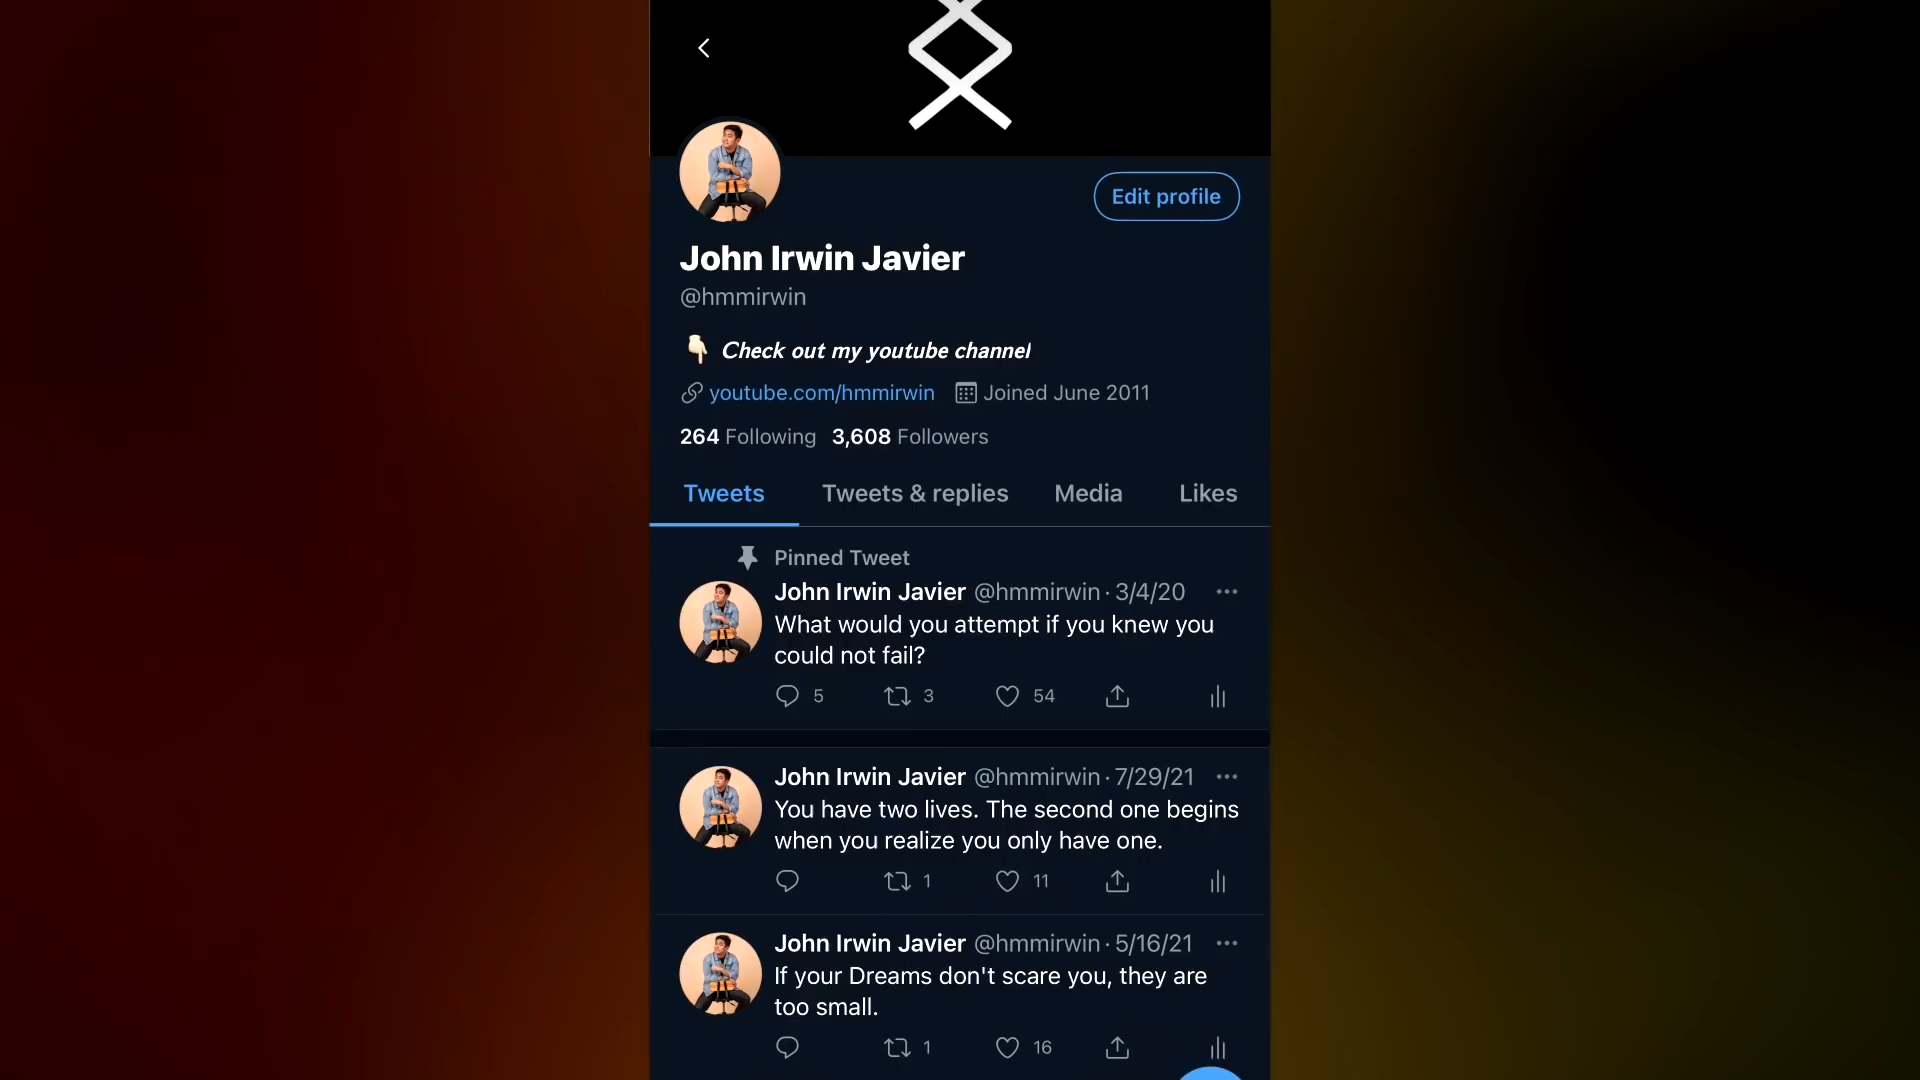 Edit profile
John Irwin Javier
@hmmirwin
👇 Check out my youtube channel
youtube.com/hmmirwin Joined June 2011
264 Following 3,608 Followers
Tweets Tweets & replies Media Likes
Pinned Tweet
John Irwin Javier @hmmirwin · 3/4/20
What would you attempt if you knew you
could not fail?
5 3 54
John Irwin Javier @hmmirwin · 7/29/21
You have two lives. The second one begins
when you realize you only have one.
1 11
John Irwin Javier @hmmirwin · 5/16/21
If your Dreams don't scare you, they are
too small.
1 16